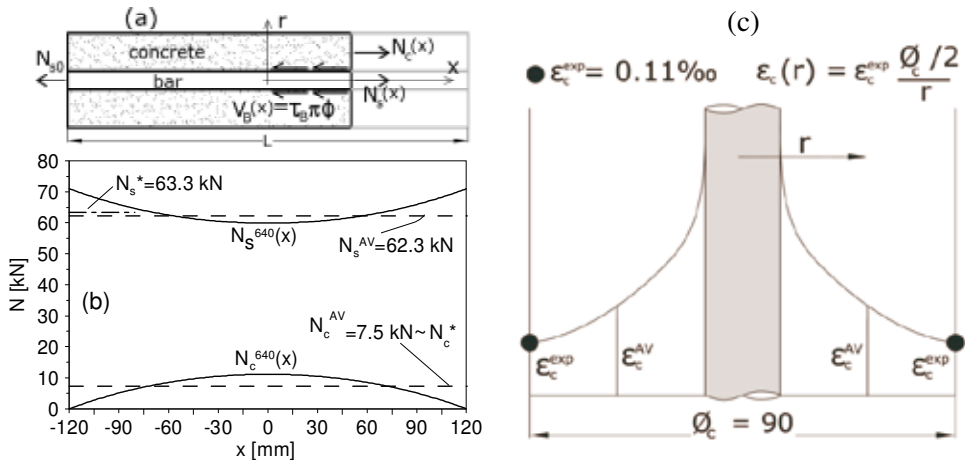 (a)
r
concrete
N_c(x)
N_s0
x
bar
N_s(x)
V_B(x)=τ_B π ϕ
L
80
70
60
50
40
30
20
10
0
N [kN]
N_s*=63.3 kN
N_S^640(x)
N_s^AV=62.3 kN
(b)
N_c^AV=7.5 kN~N_c*
N_c^640(x)
-120 -90 -60 -30 0 30 60 90 120
x [mm]
(c)
ε_c^exp = 0.11‰ ε_c(r) = ε_c^exp (Ø_c/2)/r
r
ε_c^exp ε_c^AV ε_c^AV ε_c^exp
Ø_c = 90